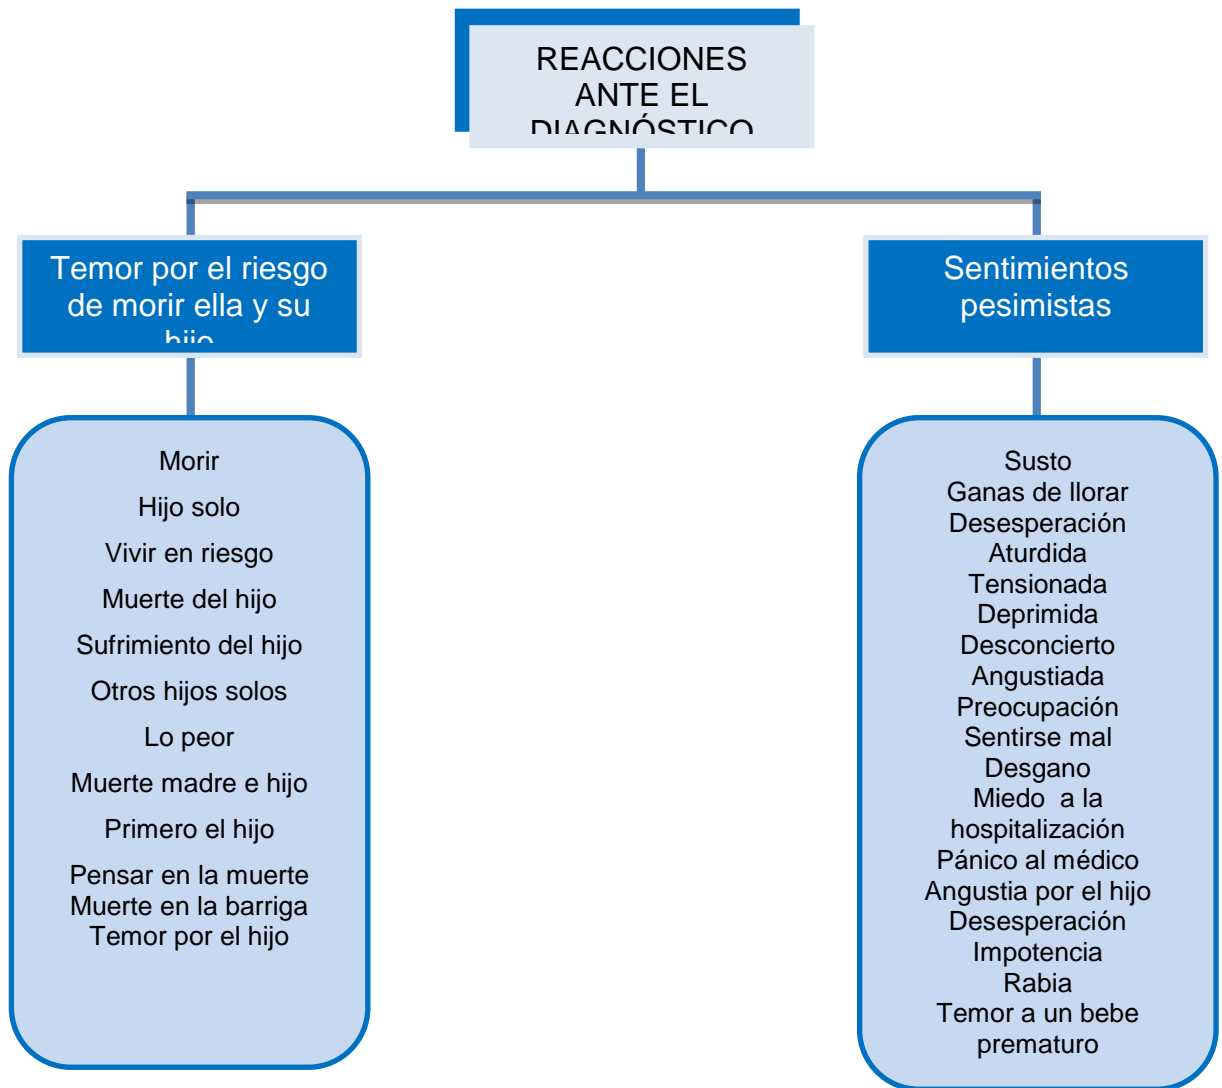 REACCIONES
ANTE EL
DIAGNÓSTICO
Temor por el riesgo
de morir ella y su
hijo
Sentimientos
pesimistas
Morir
Hijo solo
Vivir en riesgo
Muerte del hijo
Sufrimiento del hijo
Otros hijos solos
Lo peor
Muerte madre e hijo
Primero el hijo
Pensar en la muerte
Muerte en la barriga
Temor por el hijo
Susto
Ganas de llorar
Desesperación
Aturdida
Tensionada
Deprimida
Desconcierto
Angustiada
Preocupación
Sentirse mal
Desgano
Miedo a la
hospitalización
Pánico al médico
Angustia por el hijo
Desesperación
Impotencia
Rabia
Temor a un bebe
prematuro